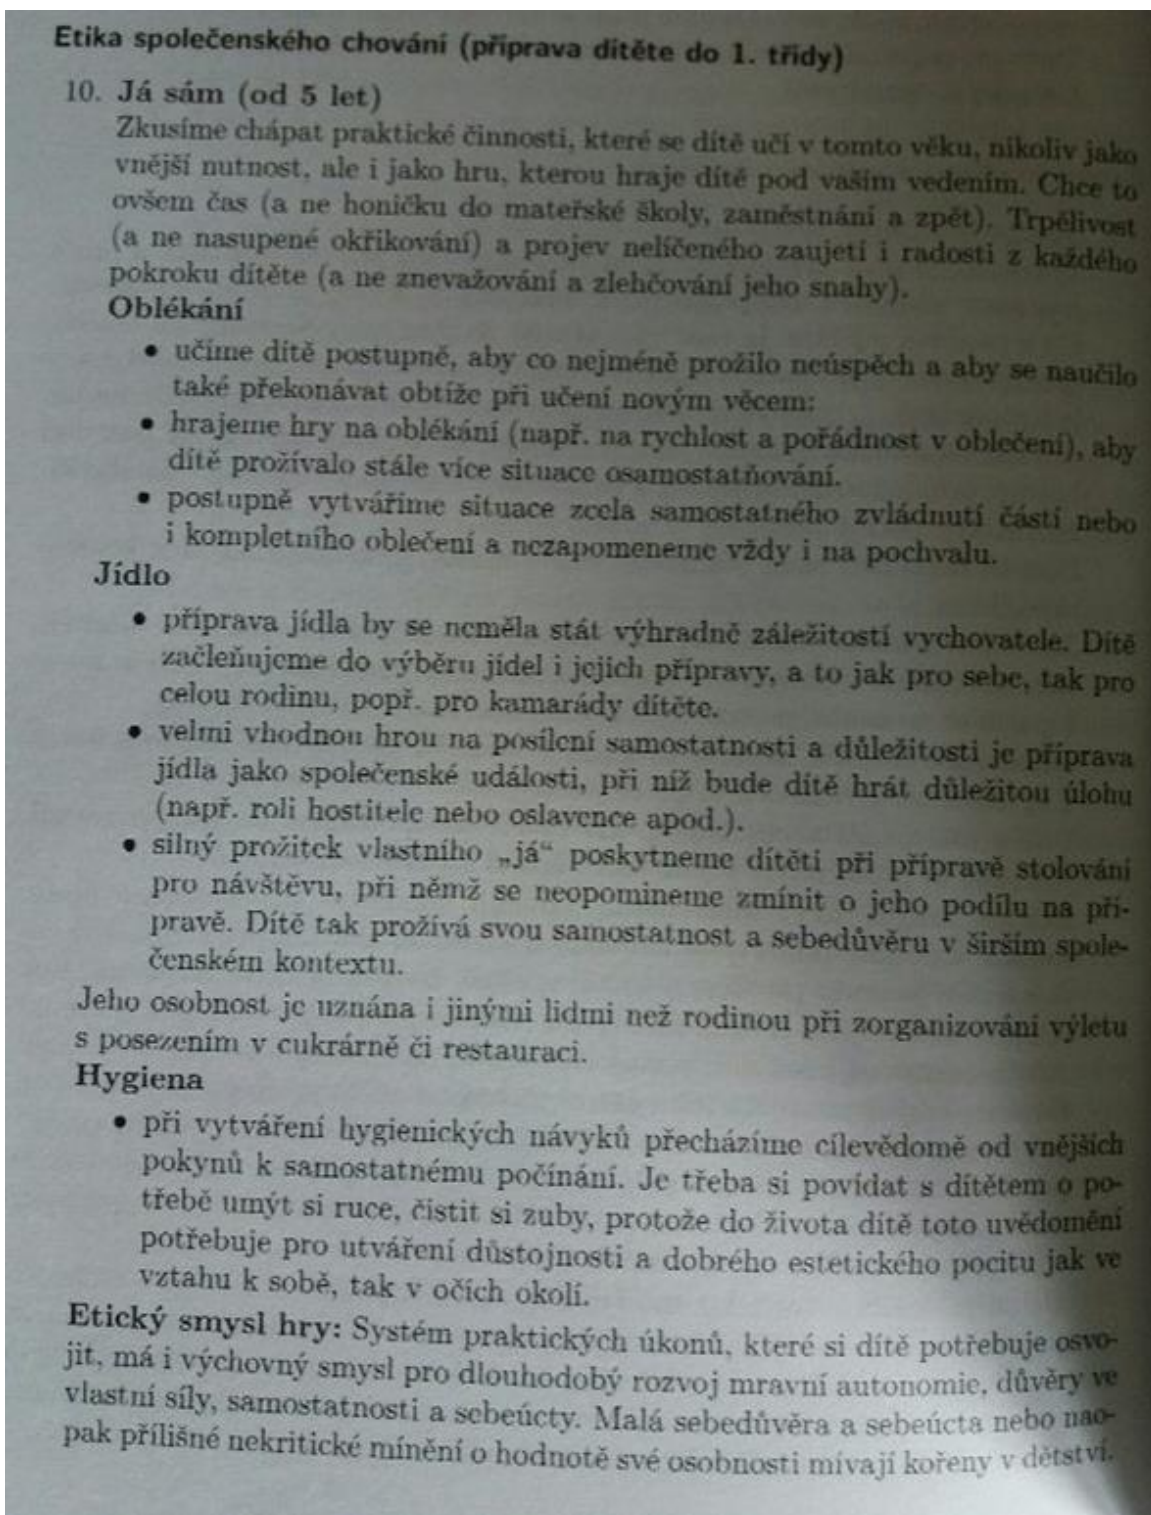 Etika společenského chování (příprava dítěte do 1. třídy)
10. Já sám (od 5 let)
Zkusíme chápat praktické činnosti, které se dítě učí v tomto věku, nikoliv jako
vnější nutnost, ale i jako hru, kterou hraje dítě pod vaším vedením. Chce to
ovšem čas (a ne honičku do mateřské školy, zaměstnání a zpět). Trpělivost
(a ne nasupené okřikování) a projev nelíčeného zaujetí i radosti z každého
pokroku dítěte (a ne znevažování a zlehčování jeho snahy).
Oblékání
• učíme dítě postupně, aby co nejméně prožilo neúspěch a aby se naučilo
také překonávat obtíže při učení novým věcem:
• hrajeme hry na oblékání (např. na rychlost a pořádnost v oblečení), aby
dítě prožívalo stále více situace osamostatňování.
• postupně vytváříme situace zcela samostatného zvládnutí částí nebo
i kompletního oblečení a nezapomeneme vždy i na pochvalu.
Jídlo
• příprava jídla by se neměla stát výhradně záležitostí vychovatele. Dítě
začleňujeme do výběru jídel i jejich přípravy, a to jak pro sebe, tak pro
celou rodinu, popř. pro kamarády dítěte.
• velmi vhodnou hrou na posílení samostatnosti a důležitosti je příprava
jídla jako společenské události, při níž bude dítě hrát důležitou úlohu
(např. roli hostitele nebo oslavence apod.).
• silný prožitek vlastního „já“ poskytneme dítěti při přípravě stolování
pro návštěvu, při němž se neopomineme zmínit o jeho podílu na pří-
pravě. Dítě tak prožívá svou samostatnost a sebedůvěru v širším spole-
čenském kontextu.
Jeho osobnost je uznána i jinými lidmi než rodinou při zorganizování výletu
s posezením v cukrárně či restauraci.
Hygiena
• při vytváření hygienických návyků přecházíme cílevědomě od vnějších
pokynů k samostatnému počínání. Je třeba si povídat s dítětem o po-
třebě umýt si ruce, čistit si zuby, protože do života dítě toto uvědomění
potřebuje pro utváření důstojnosti a dobrého estetického pocitu jak ve
vztahu k sobě, tak v očích okolí.
Etický smysl hry: Systém praktických úkonů, které si dítě potřebuje osvo-
jit, má i výchovný smysl pro dlouhodobý rozvoj mravní autonomie, důvěry ve
vlastní síly, samostatnosti a sebeúcty. Malá sebedůvěra a sebeúcta nebo nao-
pak přílišné nekritické mínění o hodnotě své osobnosti mívají kořeny v dětství.